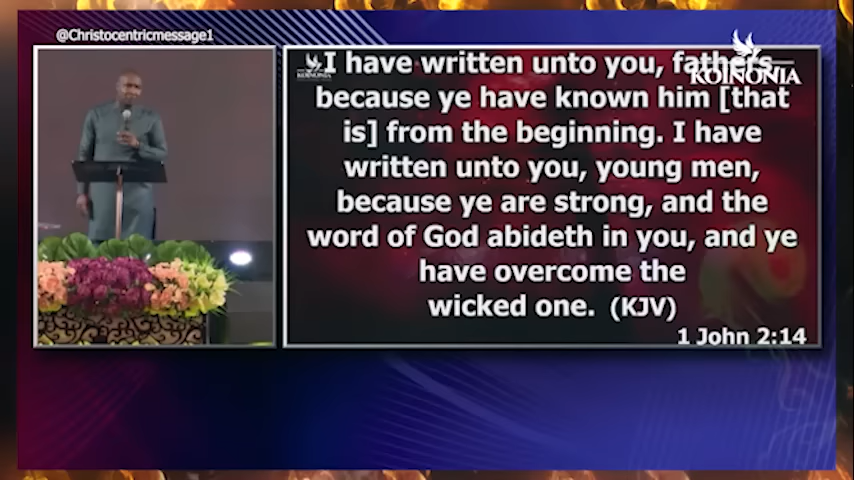 @Christocentricmessage1
KOINONIA
KOINONIA
I have written unto you, fathers,
because ye have known him [that
is] from the beginning. I have
written unto you, young men,
because ye are strong, and the
word of God abideth in you, and ye
have overcome the
wicked one. (KJV)
1 John 2:14